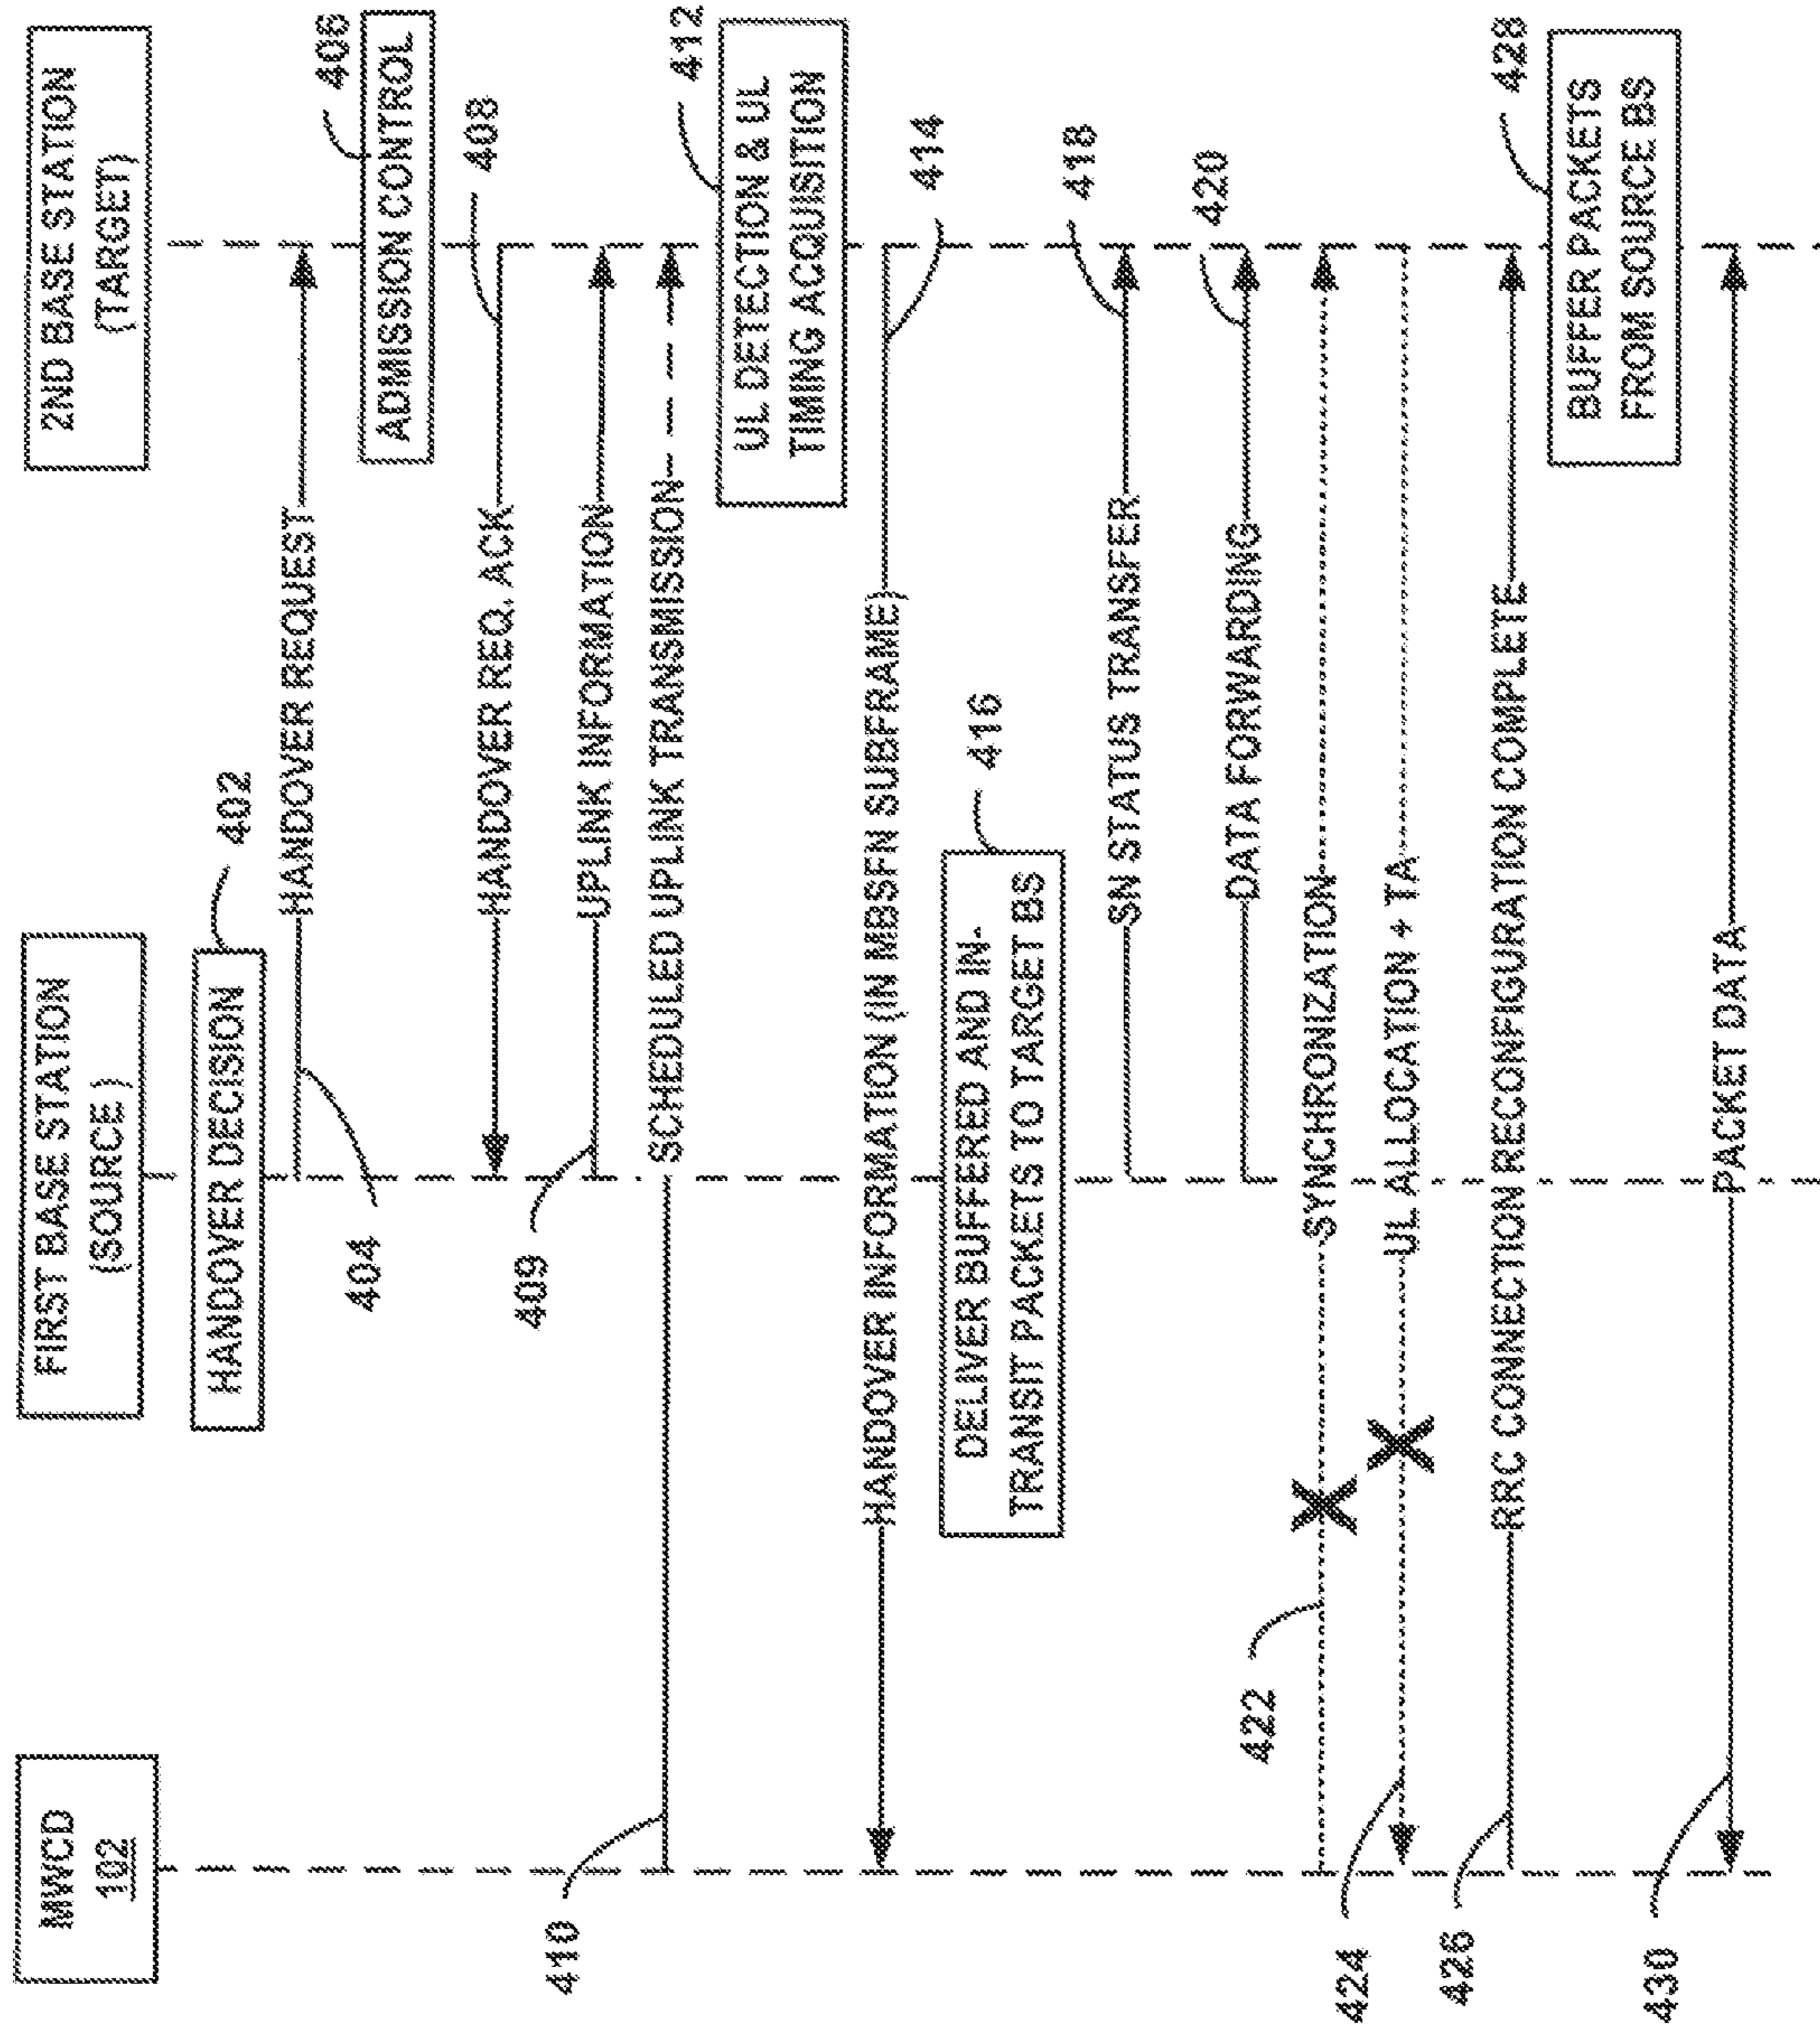 MWCD
102
FIRST BASE STATION
(SOURCE)
2ND BASE STATION
(TARGET)
HANDOVER DECISION
402
HANDOVER REQUEST
404
406
ADMISSION CONTROL
408
HANDOVER REQ. ACK
409
UPLINK INFORMATION
410
SCHEDULED UPLINK TRANSMISSION
412
UL DETECTION & UL
TIMING ACQUISITION
HANDOVER INFORMATION (IN MBSFN SUBFRAME)
414
416
DELIVER BUFFERED AND IN-
TRANSIT PACKETS TO TARGET BS
SN STATUS TRANSFER
418
DATA FORWARDING
420
422
SYNCHRONIZATION
424
UL ALLOCATION + TA
426
RRC CONNECTION RECONFIGURATION COMPLETE
428
BUFFER PACKETS
FROM SOURCE BS
430
PACKET DATA